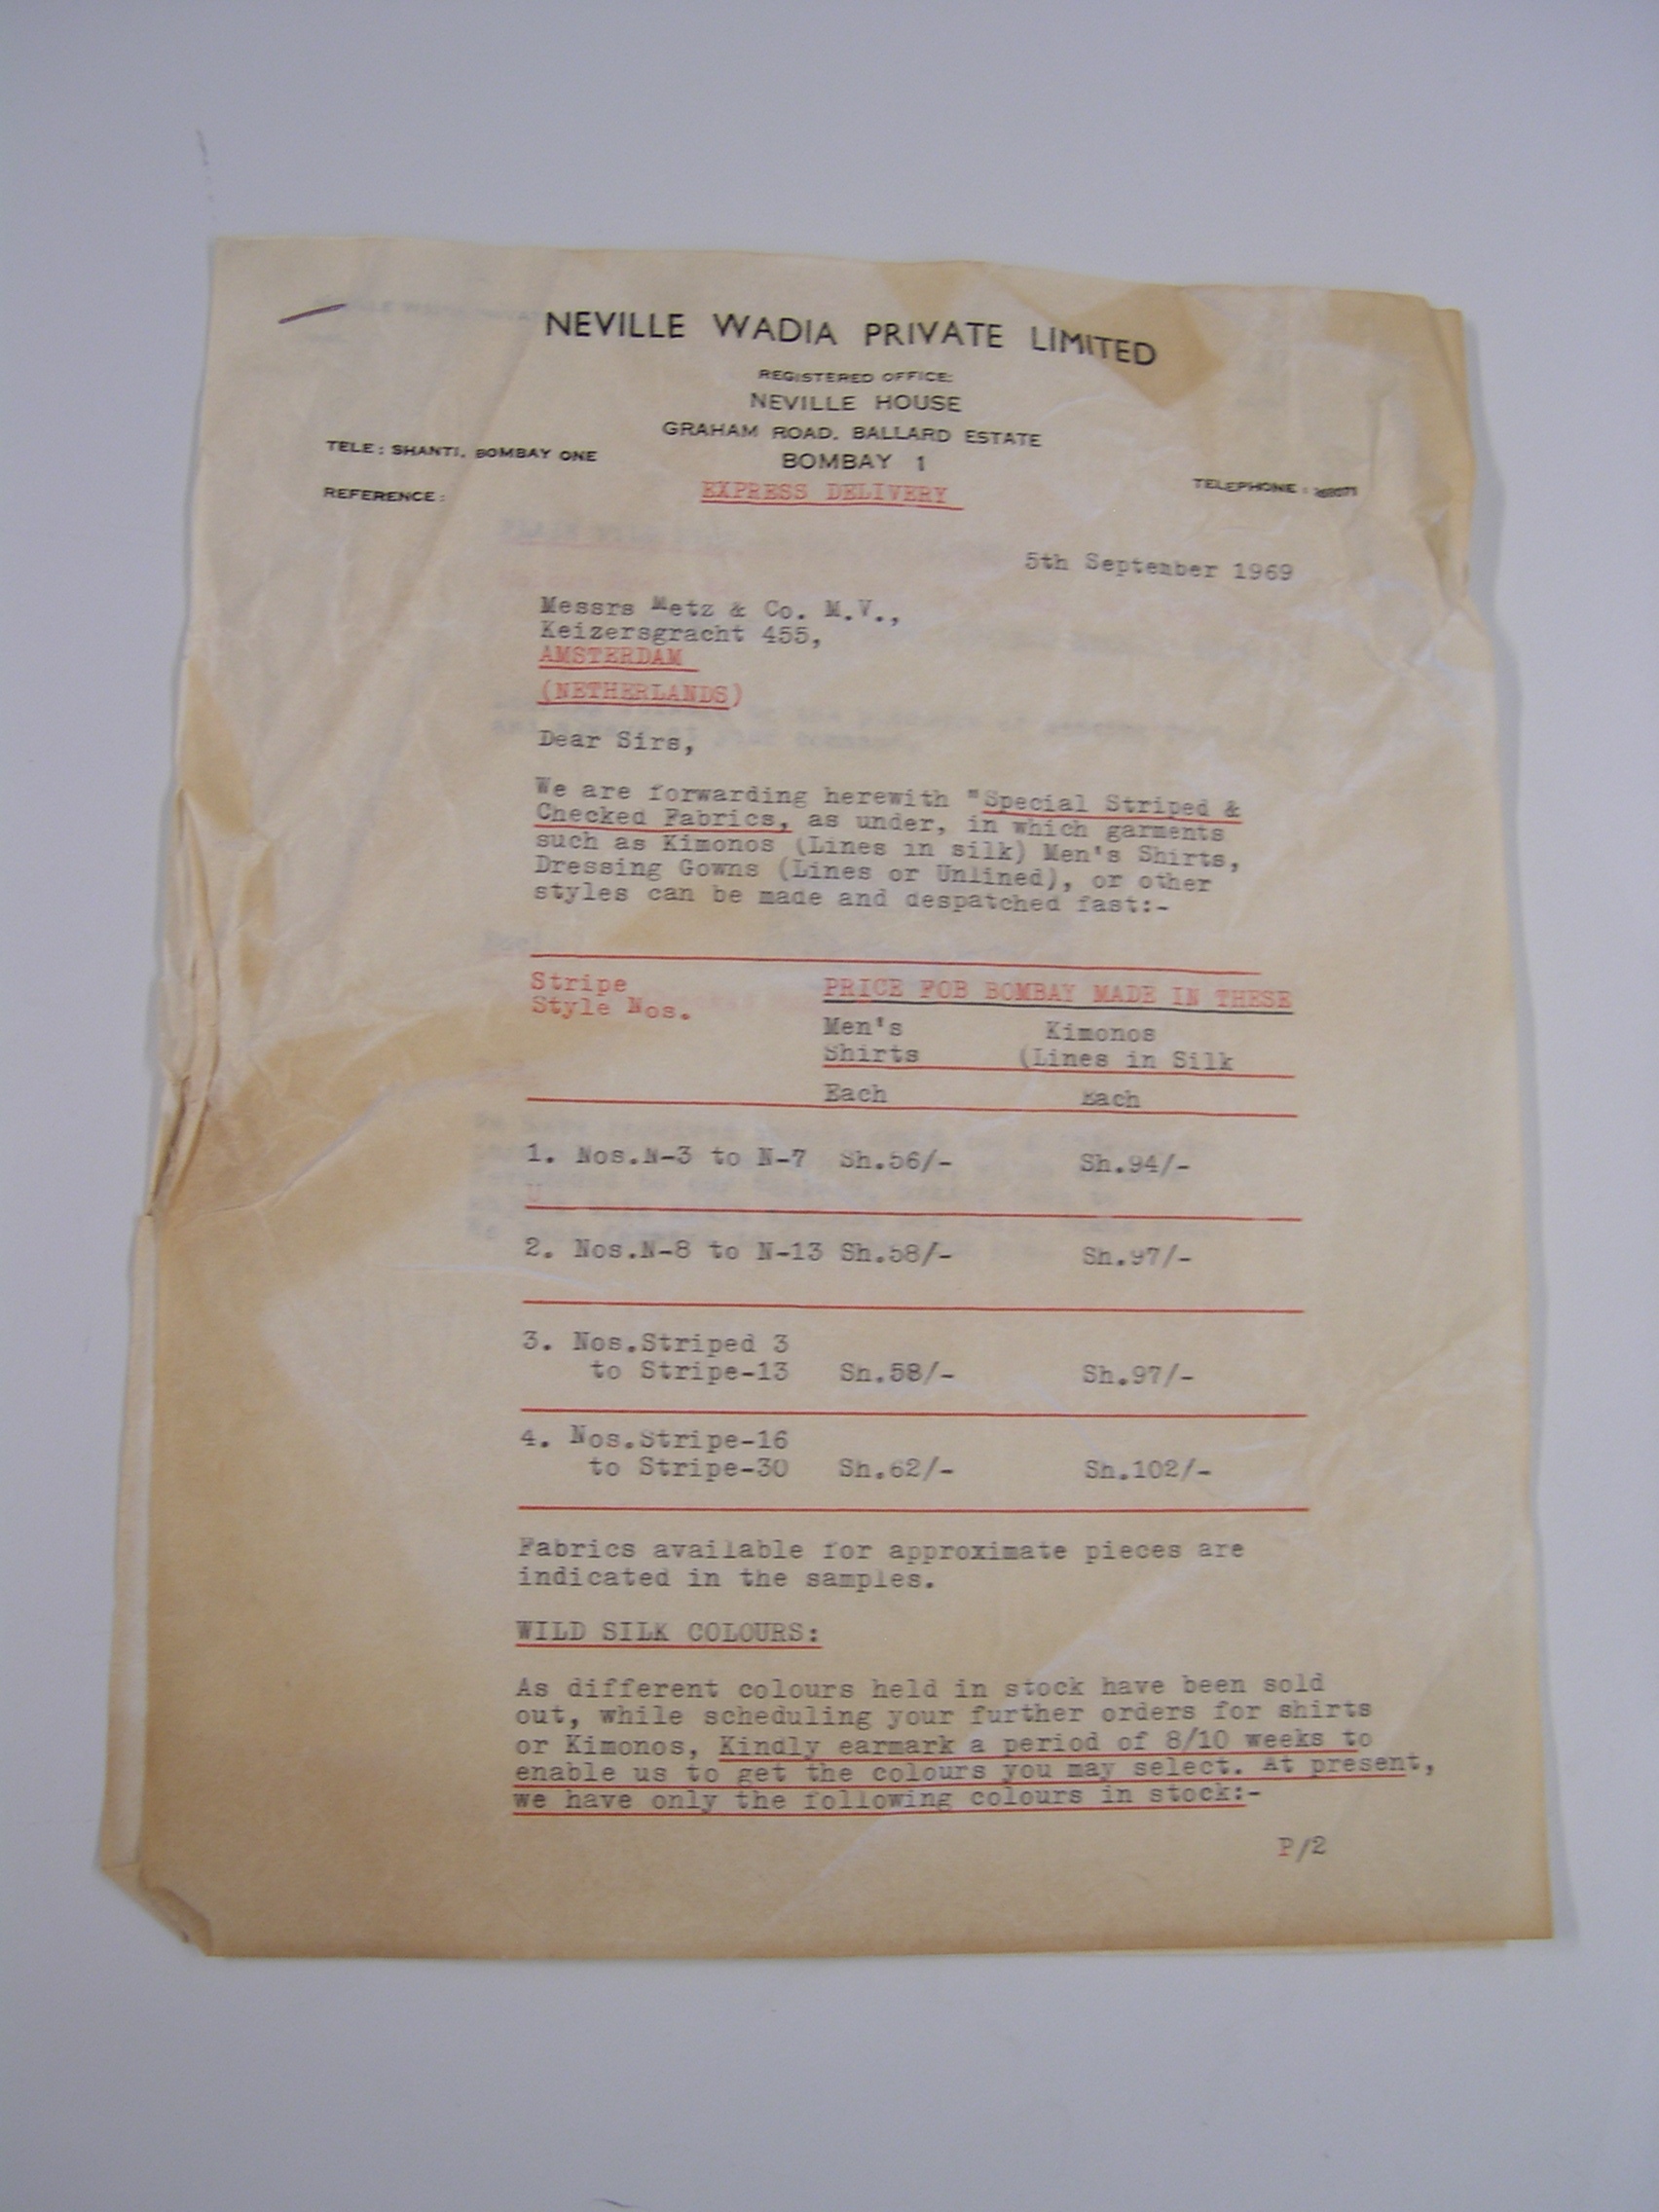 NEVILLE WADIA PRIVATE LIMITED
REGISTERED OFFICE:
NEVILLE HOUSE
GRAHAM ROAD, BALLARD ESTATE
TELE: SHANTI, BOMBAY ONE
BOMBAY 1
REFERENCE:
EXPRESS DELIVERY
TELEPHONE:
5th September 1969
Messrs Metz & Co. M.V.,
Keizersgracht 455,
AMSTERDAM
(NETHERLANDS)
Dear Sirs,
We are forwarding herewith "Special Striped &
Checked Fabrics, as under, in which garments
such as Kimonos (Lines in silk) Men's Shirts,
Dressing Gowns (Lines or Unlined), or other
styles can be made and despatched fast:-
Stripe PRICE FOB BOMBAY MADE IN THESE
Style Nos.
Men's Kimonos
Shirts (Lines in Silk
Each Each
1. Nos.N-3 to N-7 Sh.56/- Sh.94/-
2. Nos.N-8 to N-13 Sh.58/- Sh.97/-
3. Nos.Striped 3
to Stripe-13 Sh.58/- Sh.97/-
4. Nos.Stripe-16
to Stripe-30 Sh.62/- Sh.102/-
Fabrics available for approximate pieces are
indicated in the samples.
WILD SILK COLOURS:
As different colours held in stock have been sold
out, while scheduling your further orders for shirts
or Kimonos, Kindly earmark a period of 8/10 weeks to
enable us to get the colours you may select. At present,
we have only the following colours in stock:-
P/2